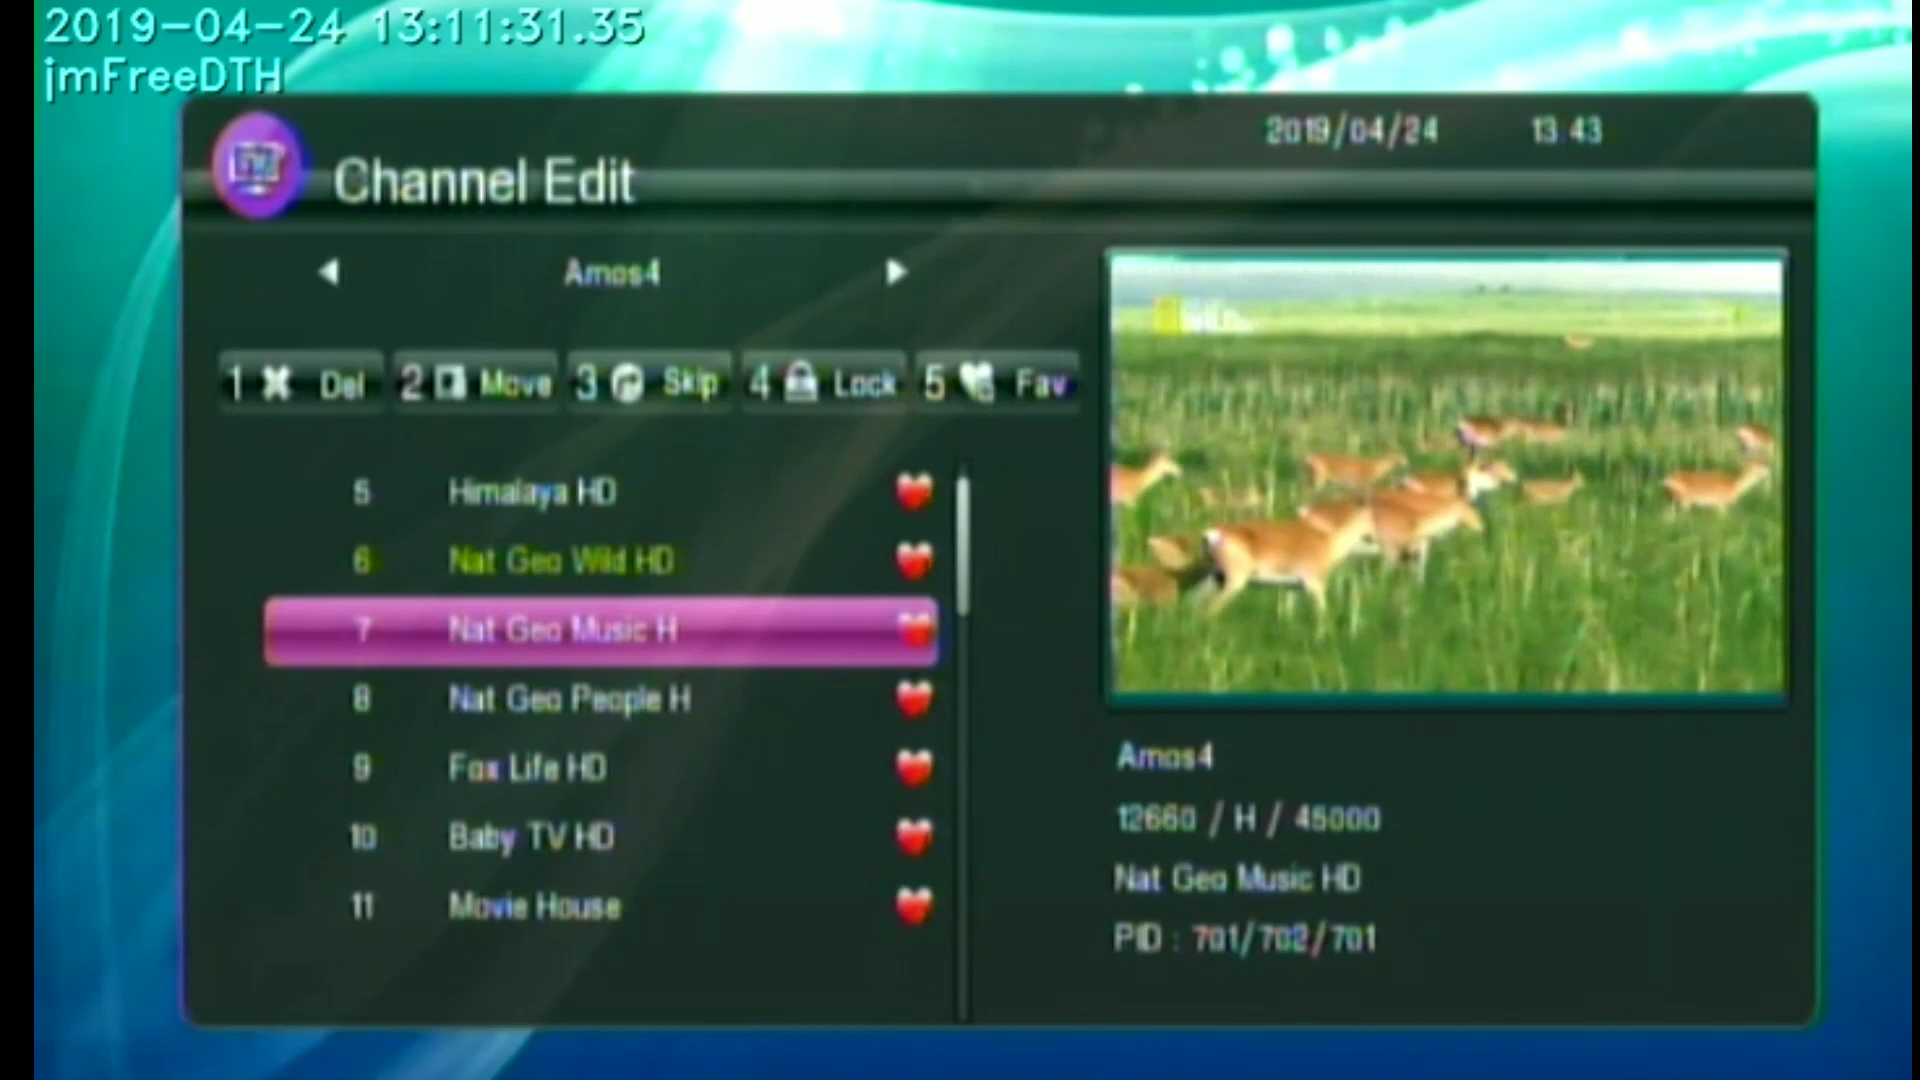 2019-04-24 13:11:31.35
jmFreeDTH
2019/04/24 13:43
Channel Edit
Amos4
1 Del 2 Move 3 Skip 4 Lock 5 Fav
5 Himalaya HD
6 Nat Geo Wild HD
7 Nat Geo Music H
8 Nat Geo People H
9 Fox Life HD
10 Baby TV HD
11 Movie House
Amos4
12660 / H / 45000
Nat Geo Music HD
PID : 701/702/701